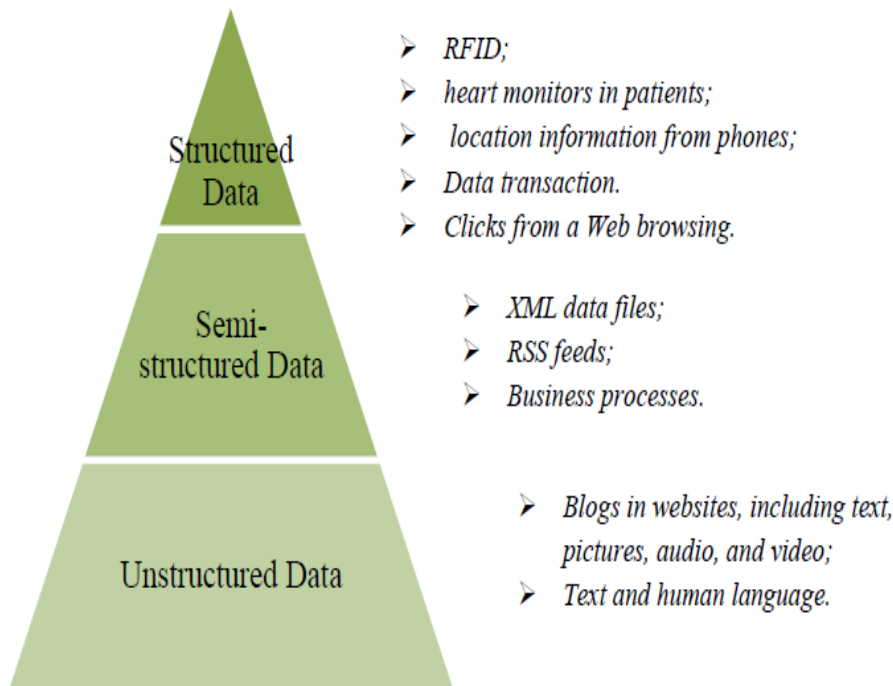 Structured
Data
➢ RFID;
➢ heart monitors in patients;
➢ location information from phones;
➢ Data transaction.
➢ Clicks from a Web browsing.
Semi-
structured Data
➢ XML data files;
➢ RSS feeds;
➢ Business processes.
Unstructured Data
➢ Blogs in websites, including text,
pictures, audio, and video;
➢ Text and human language.